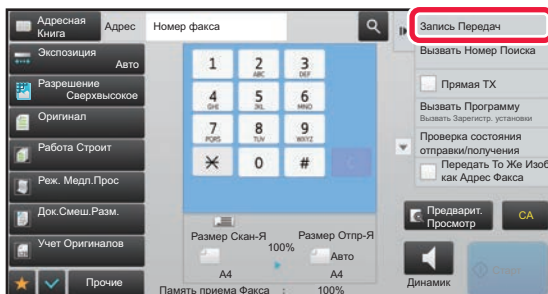 Адресная
Книга
Адрес
Номер факса
Экспозиция
Авто
Разрешение
Сверхвысокое
Оригинал
Работа Строит
Реж. Медл.Прос
Док.Смеш.Разм.
Учет Оригиналов
Прочие
1
2
ABC
3
DEF
4
GHI
5
JKL
6
MNO
7
PQRS
8
TUV
9
WXYZ
0
#
Размер Скан-Я
100%
Размер Отпр-Я
Авто
A4
A4
Память приема Факса : 100%
Запись Передач
Вызвать Номер Поиска
Прямая TX
Вызвать Программу
Вызвать Зарегистр. установки
Проверка состояния
отправки/получения
Передать То Же Изоб
как Адрес Факса
Предварит.
Просмотр
CA
Динамик